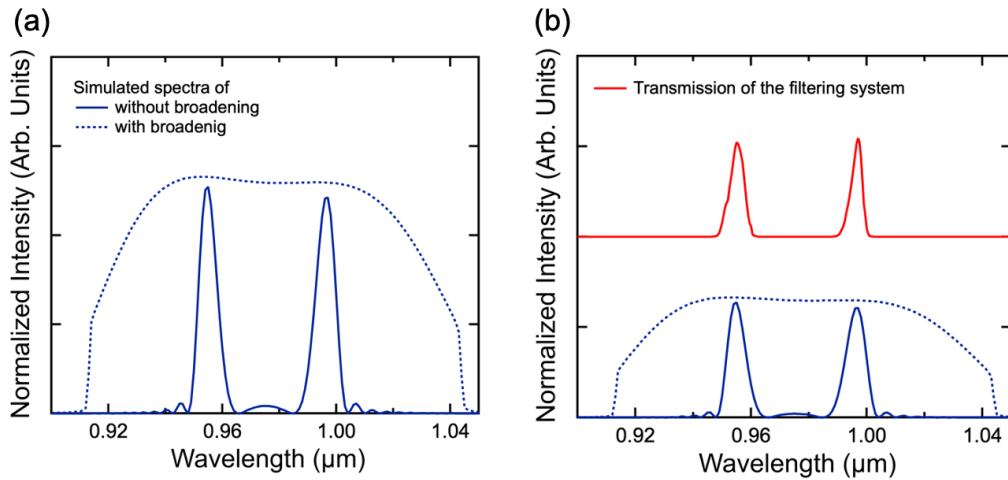 (a)
Normalized Intensity (Arb. Units)
Simulated spectra of
without broadening
with broadenig
0.92
0.96
1.00
1.04
Wavelength (μm)
(b)
Normalized Intensity (Arb. Units)
Transmission of the filtering system
0.92
0.96
1.00
1.04
Wavelength (μm)